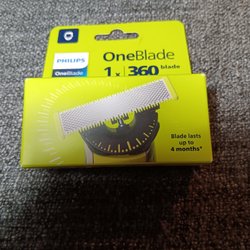 PHILIPS
OneBlade
OneBlade
1x 360 blade
Blade lasts
up to
4 months*